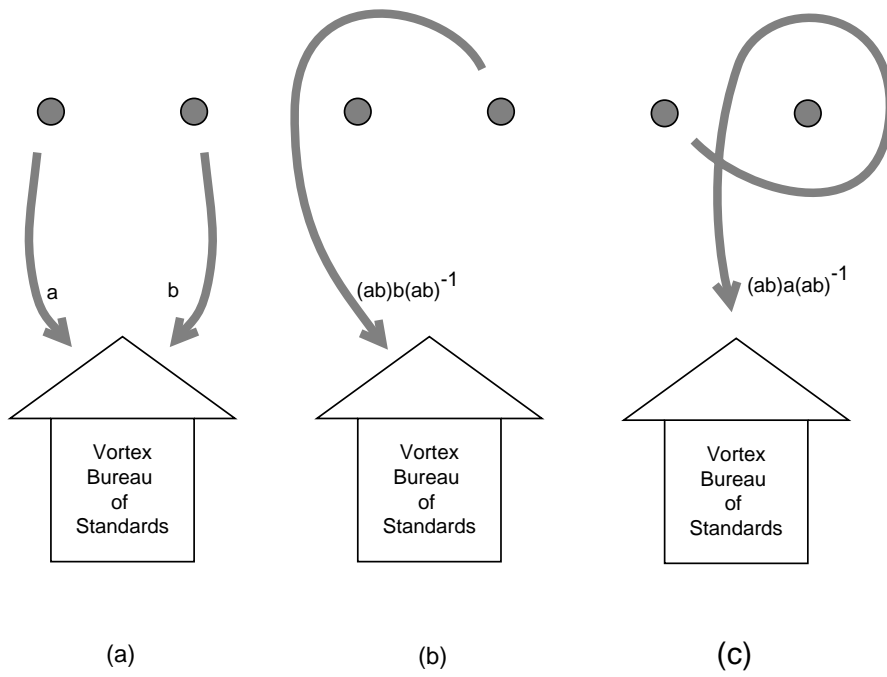 a
b
Vortex
Bureau
of
Standards
(a)
(ab)b(ab)⁻¹
Vortex
Bureau
of
Standards
(b)
(ab)a(ab)⁻¹
Vortex
Bureau
of
Standards
(c)